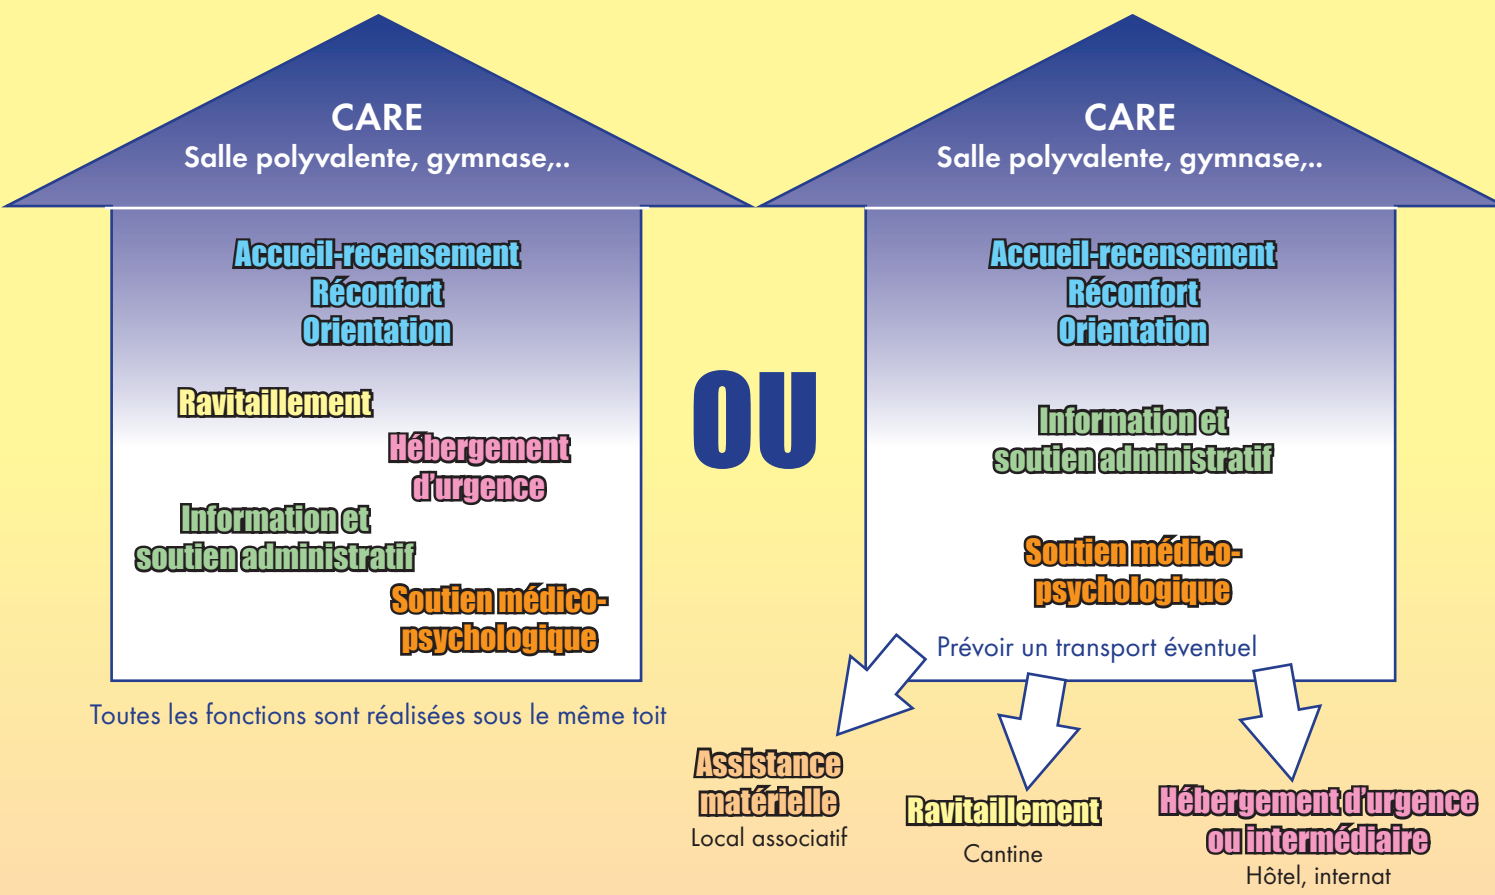 CARE
Salle polyvalente, gymnase,..
Accueil-recensement
Réconfort
Orientation
Ravitaillement
Hébergement
d'urgence
Information et
soutien administratif
Soutien médico-
psychologique
Toutes les fonctions sont réalisées sous le même toit
OU
CARE
Salle polyvalente, gymnase,..
Accueil-recensement
Réconfort
Orientation
Information et
soutien administratif
Soutien médico-
psychologique
Prévoir un transport éventuel
Assistance
matérielle
Local associatif
Ravitaillement
Cantine
Hébergement d'urgence
ou intermédiaire
Hôtel, internat